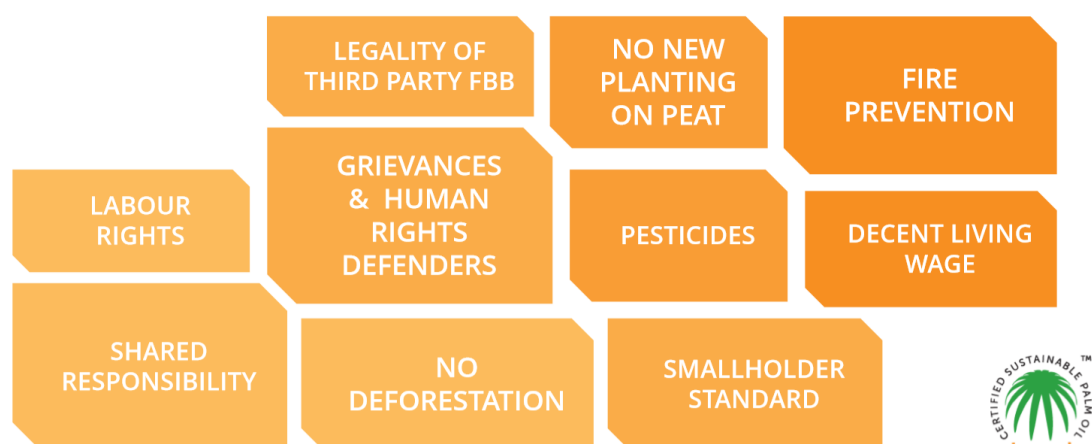 LEGALITY OF
THIRD PARTY FBB
NO NEW
PLANTING
ON PEAT
FIRE
PREVENTION
LABOUR
RIGHTS
GRIEVANCES
& HUMAN
RIGHTS
DEFENDERS
PESTICIDES
DECENT LIVING
WAGE
SHARED
RESPONSIBILITY
NO
DEFORESTATION
SMALLHOLDER
STANDARD
CERTIFIED SUSTAINABLE PALM OIL
TM